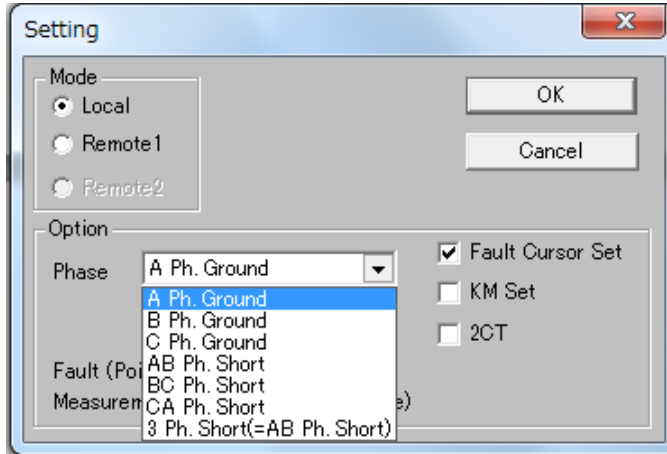 Setting
Mode
Local
Remote1
Remote2
OK
Cancel
Option
Phase
A Ph. Ground
A Ph. Ground
B Ph. Ground
C Ph. Ground
AB Ph. Short
BC Ph. Short
CA Ph. Short
3 Ph. Short(=AB Ph. Short)
Fault Cursor Set
KM Set
2CT
Fault